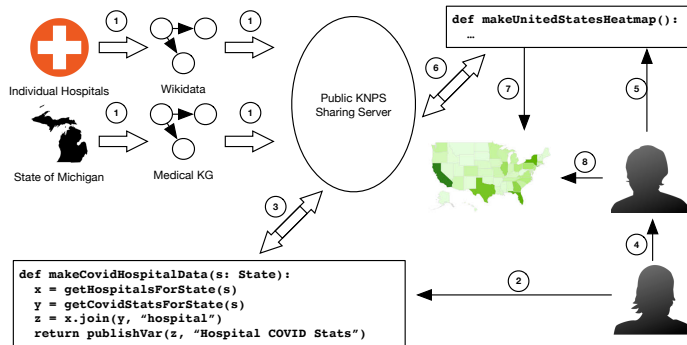 1
1
Individual Hospitals
Wikidata
1
1
State of Michigan
Medical KG
Public KNPS
Sharing Server
def makeUnitedStatesHeatmap():
…
6
7
5
8
4
3
2
def makeCovidHospitalData(s: State):
x = getHospitalsForState(s)
y = getCovidStatsForState(s)
z = x.join(y, “hospital”)
return publishVar(z, “Hospital COVID Stats”)